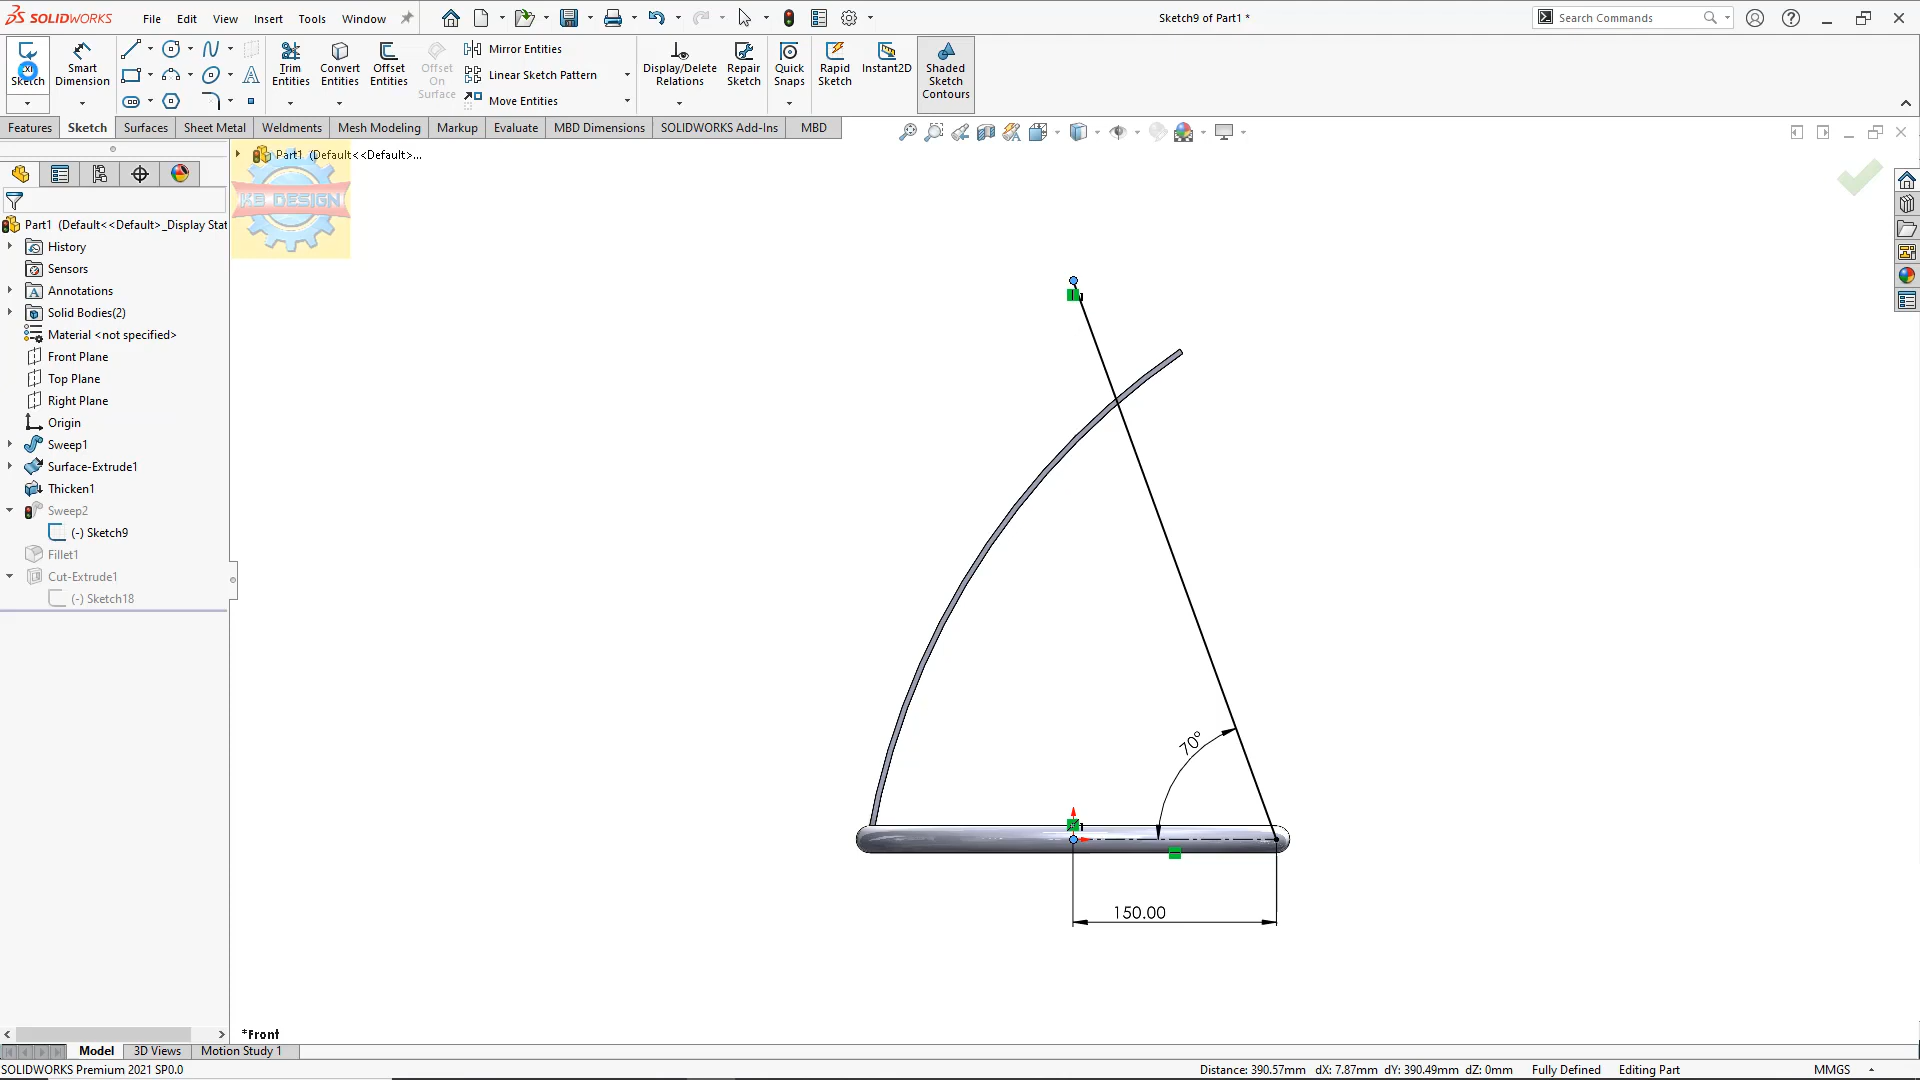 SOLIDWORKS
File Edit View Insert Tools Window
Sketch9 of Part1 *
Search Commands
Sketch
Smart Dimension
Trim Entities
Convert Entities
Offset Entities
Offset On Surface
Mirror Entities
Linear Sketch Pattern
Move Entities
Display/Delete Relations
Repair Sketch
Quick Snaps
Rapid Sketch
Instant2D
Shaded Sketch Contours
Features Sketch Surfaces Sheet Metal Weldments Mesh Modeling Markup Evaluate MBD Dimensions SOLIDWORKS Add-Ins MBD
Part1 (Default<<Default>...
KS DESIGN
Part1 (Default<<Default>_Display Stat
History
Sensors
Annotations
Solid Bodies(2)
Material <not specified>
Front Plane
Top Plane
Right Plane
Origin
Sweep1
Surface-Extrude1
Thicken1
Sweep2
(-) Sketch9
Fillet1
Cut-Extrude1
(-) Sketch18
70°
150.00
*Front
Model 3D Views Motion Study 1
SOLIDWORKS Premium 2021 SP0.0
Distance: 390.57mm dX: 7.87mm dY: 390.49mm dZ: 0mm Fully Defined Editing Part MMGS